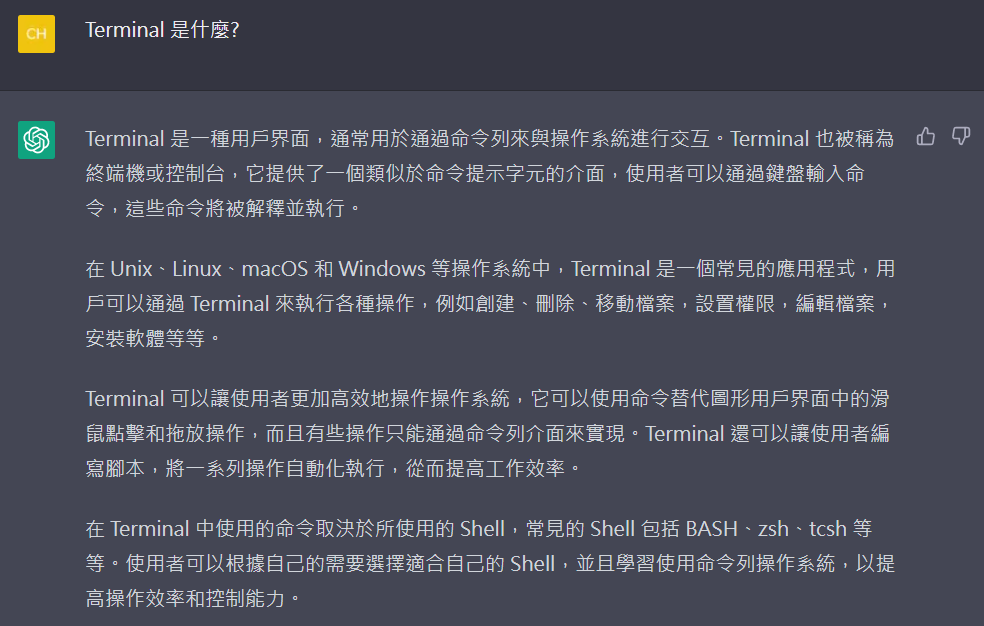 CH
Terminal 是什麼?
Terminal 是一種用戶界面，通常用於通過命令列來與操作系統進行交互。Terminal 也被稱為
終端機或控制台，它提供了一個類似於命令提示字元的介面，使用者可以通過鍵盤輸入命
令，這些命令將被解釋並執行。
在 Unix、Linux、macOS 和 Windows 等操作系統中，Terminal 是一個常見的應用程式，用
戶可以通過 Terminal 來執行各種操作，例如創建、刪除、移動檔案，設置權限，編輯檔案，
安裝軟體等等。
Terminal 可以讓使用者更加高效地操作操作系統，它可以使用命令替代圖形用戶界面中的滑
鼠點擊和拖放操作，而且有些操作只能通過命令列介面來實現。Terminal 還可以讓使用者編
寫腳本，將一系列操作自動化執行，從而提高工作效率。
在 Terminal 中使用的命令取決於所使用的 Shell，常見的 Shell 包括 BASH、zsh、tcsh 等
等。使用者可以根據自己的需要選擇適合自己的 Shell，並且學習使用命令列操作系統，以提
高操作效率和控制能力。